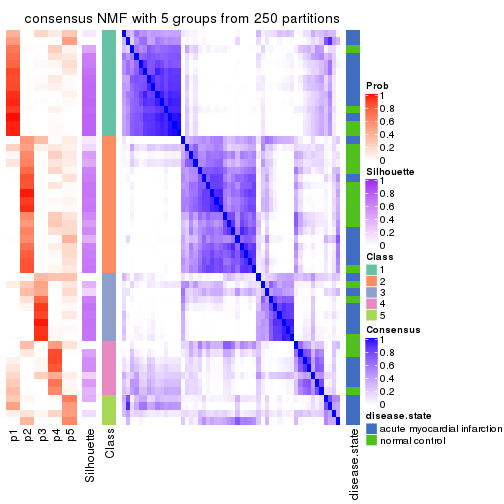 consensus NMF with 5 groups from 250 partitions
Prob
1
0.8
0.6
0.4
0.2
0
Silhouette
1
0.8
0.6
0.4
0.2
0
Class
1
2
3
4
5
Consensus
1
0.8
0.6
0.4
0.2
0
disease.state
acute myocardial infarction
normal control
p1
p2
p3
p4
p5
Silhouette
Class
disease.state